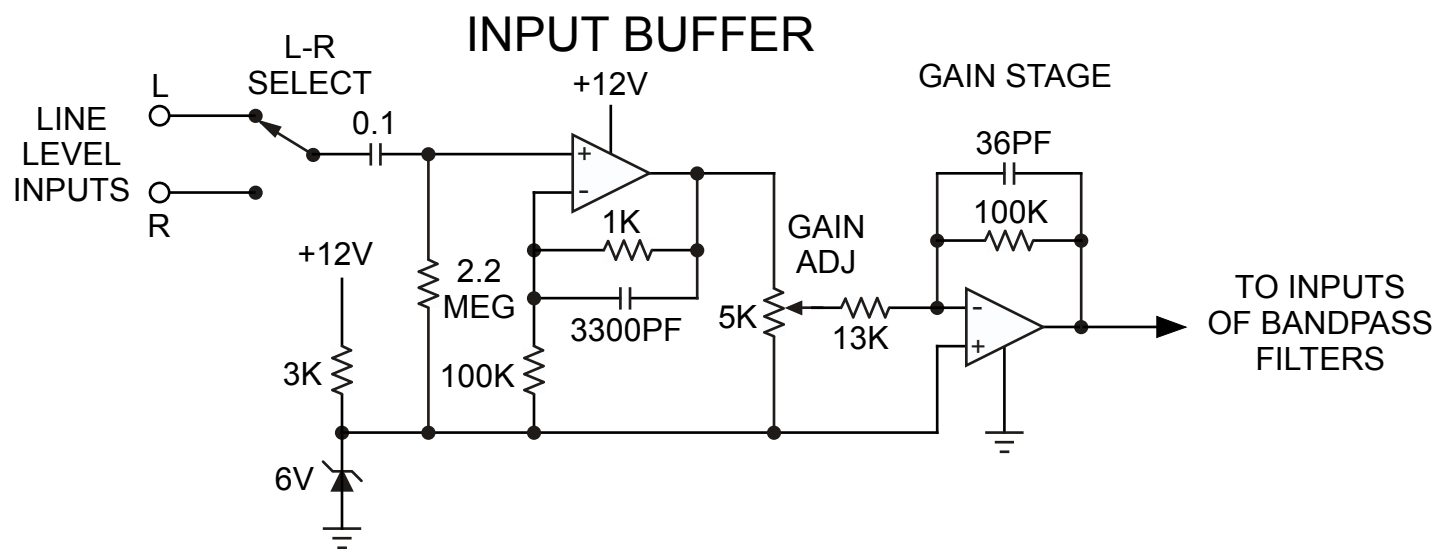 INPUT BUFFER
L-R
SELECT
+12V
GAIN STAGE
L
LINE
LEVEL
INPUTS
R
0.1
+
-
36PF
100K
1K
GAIN
ADJ
+12V
2.2
MEG
3300PF
5K
13K
-
+
TO INPUTS
OF BANDPASS
FILTERS
3K
100K
6V